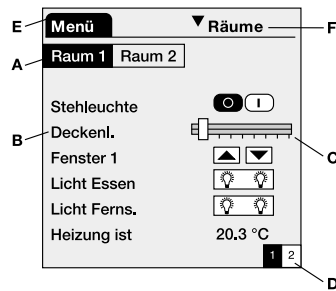 E Menü ▼ Räume F
A Raum 1 Raum 2
Stehleuchte O I
B Deckenl. C
Fenster 1 ▲ ▼
Licht Essen
Licht Ferns.
Heizung ist 20.3 °C
1 2
D